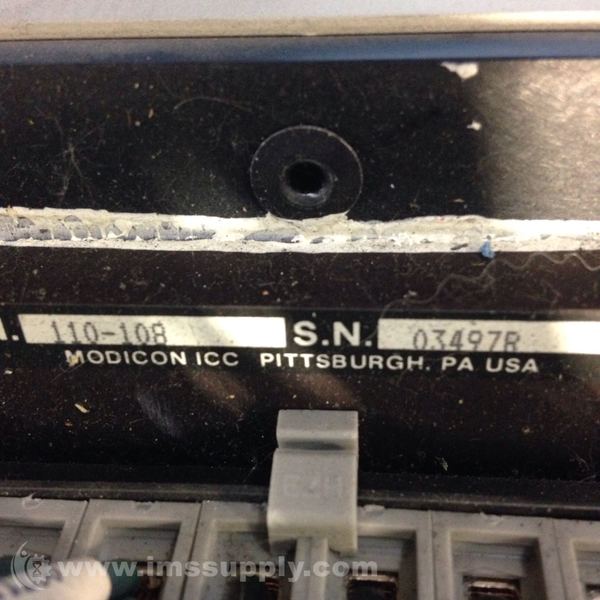 110-108 S.N. 03497R
MODICON ICC PITTSBURGH. PA USA
www.imssupply.com